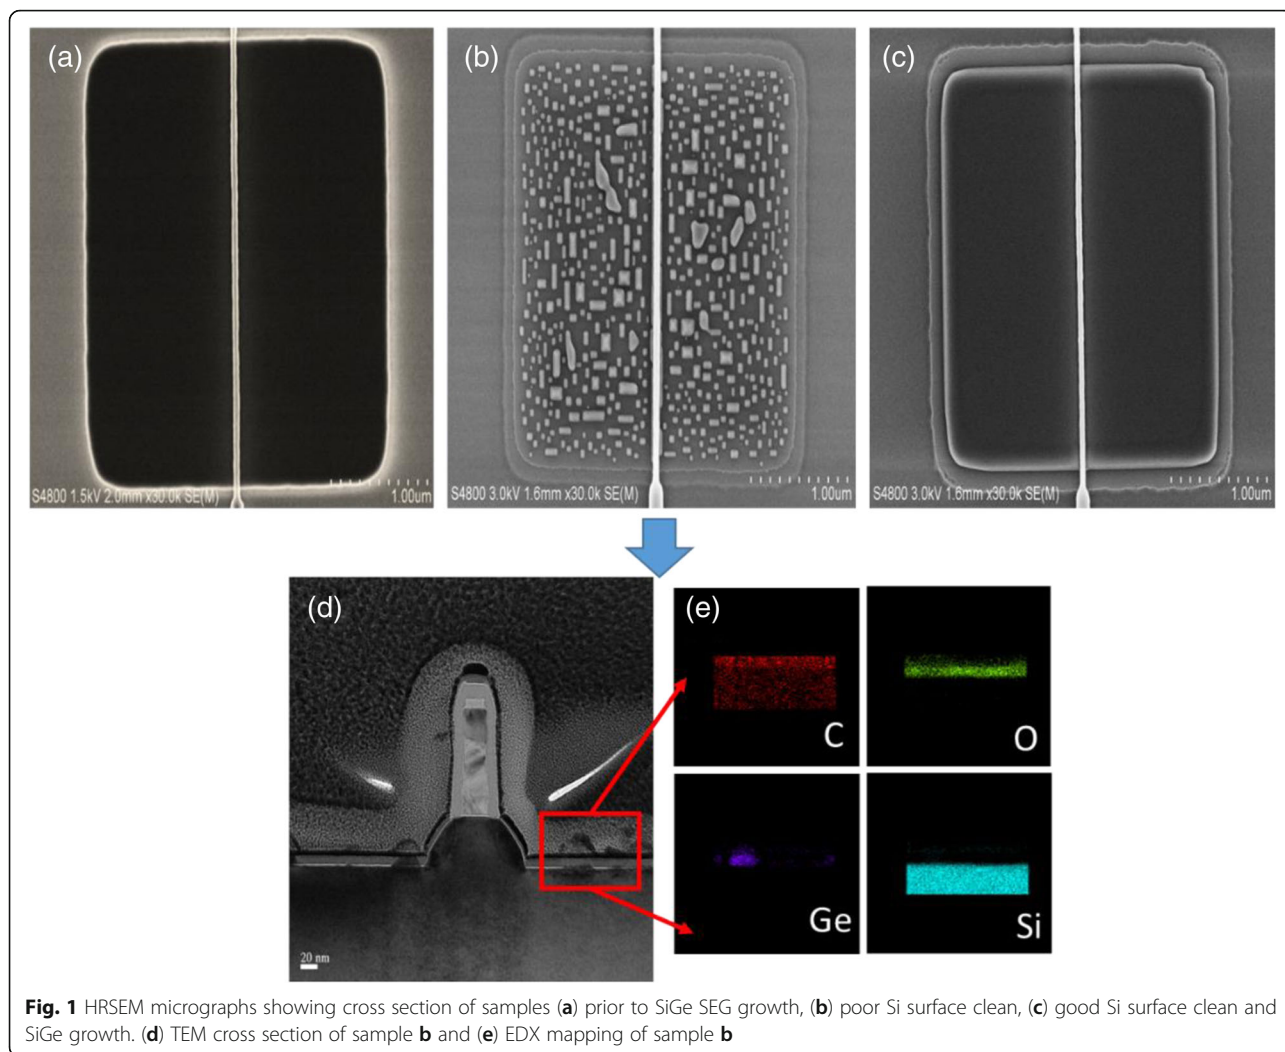 (a)
(b)
(c)
S4800 1.5kV 2.0mm x30.0k SE(M)
1.00um
S4800 3.0kV 1.6mm x30.0k SE(M)
1.00um
S4800 3.0kV 1.6mm x30.0k SE(M)
1.00um
(d)
20 nm
(e)
C
O
Ge
Si
Fig. 1 HRSEM micrographs showing cross section of samples (a) prior to SiGe SEG growth, (b) poor Si surface clean, (c) good Si surface clean and
SiGe growth. (d) TEM cross section of sample b and (e) EDX mapping of sample b